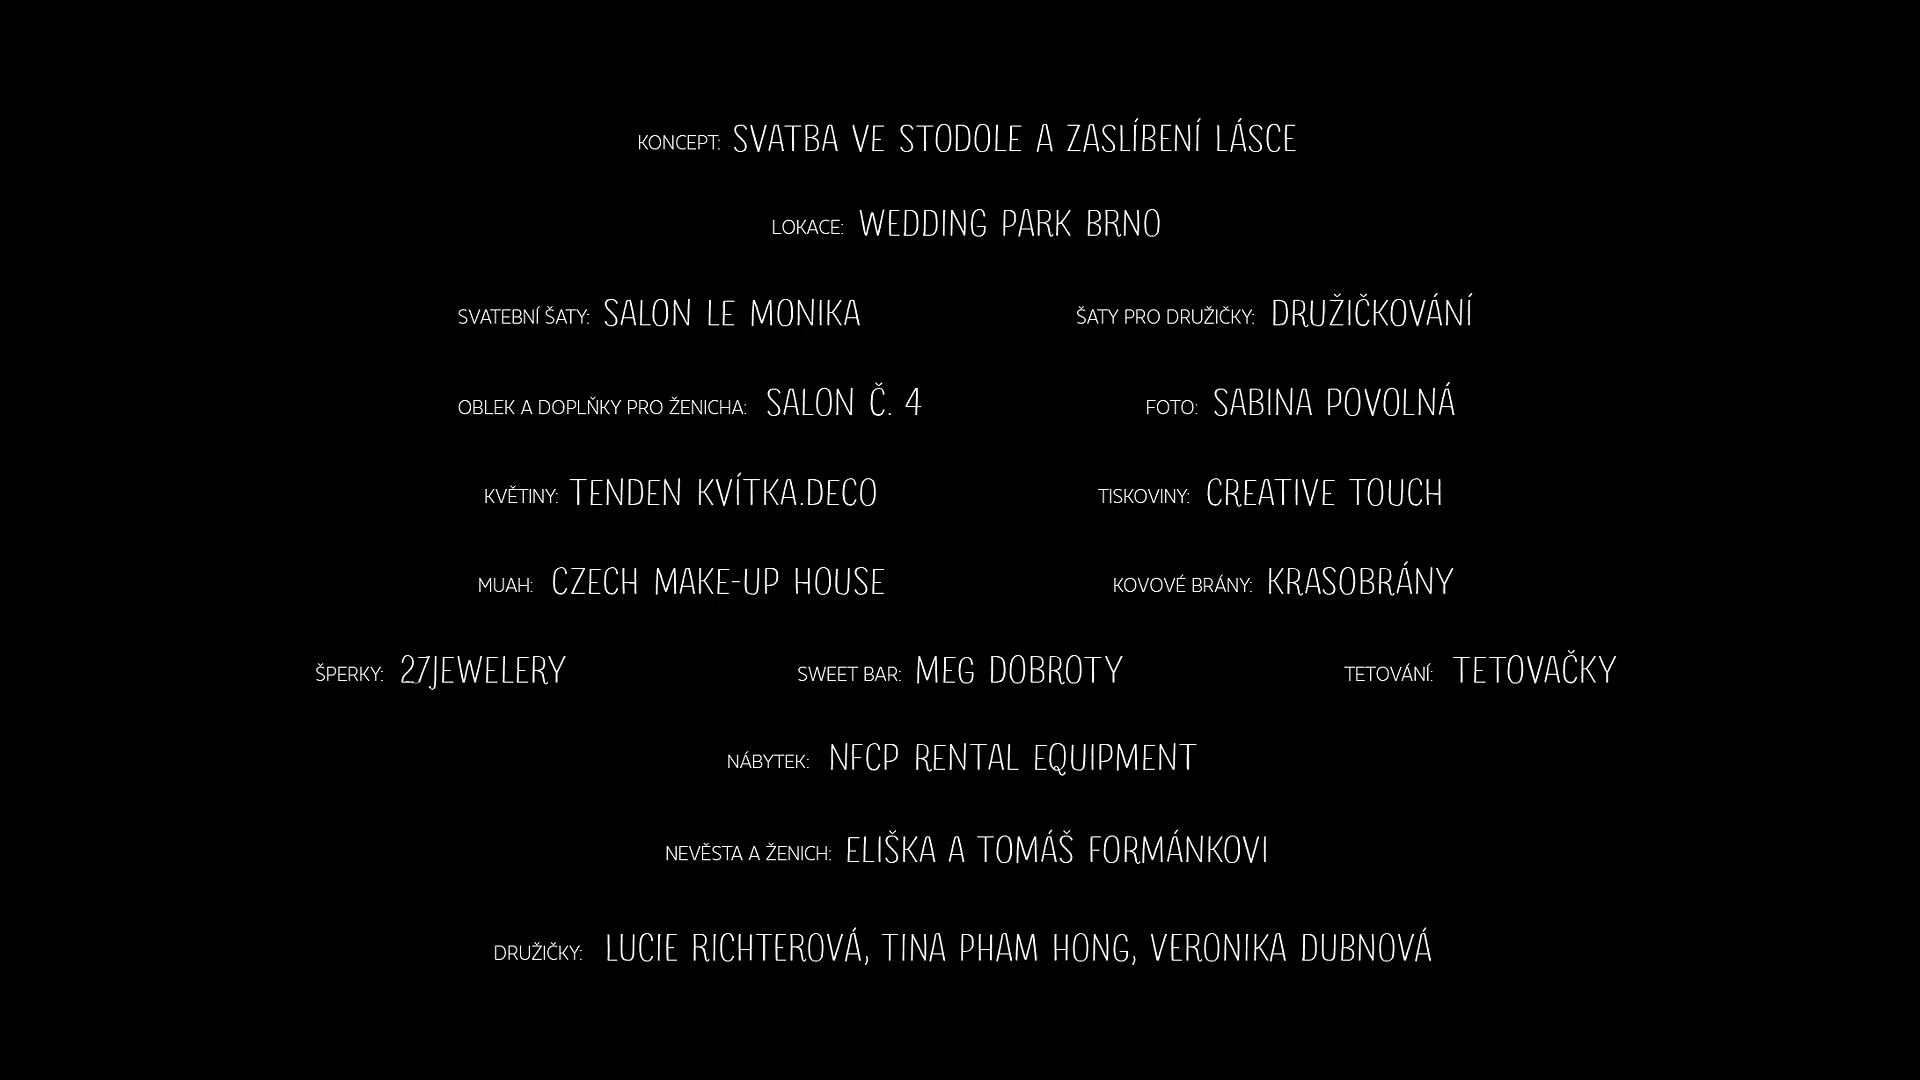 KONCEPT: SVATBA VE STODOLE A ZASLÍBENÍ LÁSCE
LOKACE: WEDDING PARK BRNO
SVATEBNÍ ŠATY: SALON LE MONIKA ŠATY PRO DRUŽIČKY: DRUŽIČKOVÁNÍ
OBLEK A DOPLŇKY PRO ŽENICHA: SALON Č. 4 FOTO: SABINA POVOLNÁ
KVĚTINY: TENDEN KVÍTKA.DECO TISKOVINY: CREATIVE TOUCH
MUAH: CZECH MAKE-UP HOUSE KOVOVÉ BRÁNY: KRASOBRÁNY
ŠPERKY: 27JEWELERY SWEET BAR: MEG DOBROTY TETOVÁNÍ: TETOVAČKY
NÁBYTEK: NFCP RENTAL EQUIPMENT
NEVĚSTA A ŽENICH: ELIŠKA A TOMÁŠ FORMÁNKOVI
DRUŽIČKY: LUCIE RICHTEROVÁ, TINA PHAM HONG, VERONIKA DUBNOVÁ